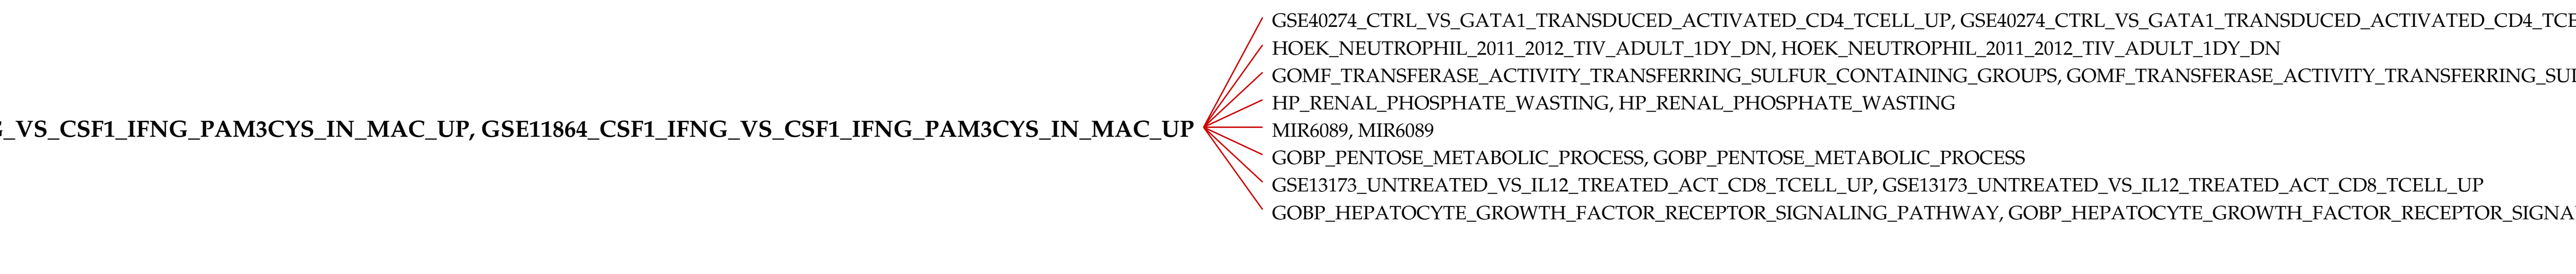 GSE40274_CTRL_VS_GATA1_TRANSDUCED_ACTIVATED_CD4_TCELL_UP, GSE40274_CTRL_VS_GATA1_TRANSDUCED_ACTIVATED_CD4_TCE
HOEK_NEUTROPHIL_2011_2012_TIV_ADULT_1DY_DN, HOEK_NEUTROPHIL_2011_2012_TIV_ADULT_1DY_DN
GOMF_TRANSFERASE_ACTIVITY_TRANSFERRING_SULFUR_CONTAINING_GROUPS, GOMF_TRANSFERASE_ACTIVITY_TRANSFERRING_SUL
HP_RENAL_PHOSPHATE_WASTING, HP_RENAL_PHOSPHATE_WASTING
G_VS_CSF1_IFNG_PAM3CYS_IN_MAC_UP, GSE11864_CSF1_IFNG_VS_CSF1_IFNG_PAM3CYS_IN_MAC_UP
MIR6089, MIR6089
GOBP_PENTOSE_METABOLIC_PROCESS, GOBP_PENTOSE_METABOLIC_PROCESS
GSE13173_UNTREATED_VS_IL12_TREATED_ACT_CD8_TCELL_UP, GSE13173_UNTREATED_VS_IL12_TREATED_ACT_CD8_TCELL_UP
GOBP_HEPATOCYTE_GROWTH_FACTOR_RECEPTOR_SIGNALING_PATHWAY, GOBP_HEPATOCYTE_GROWTH_FACTOR_RECEPTOR_SIGNA